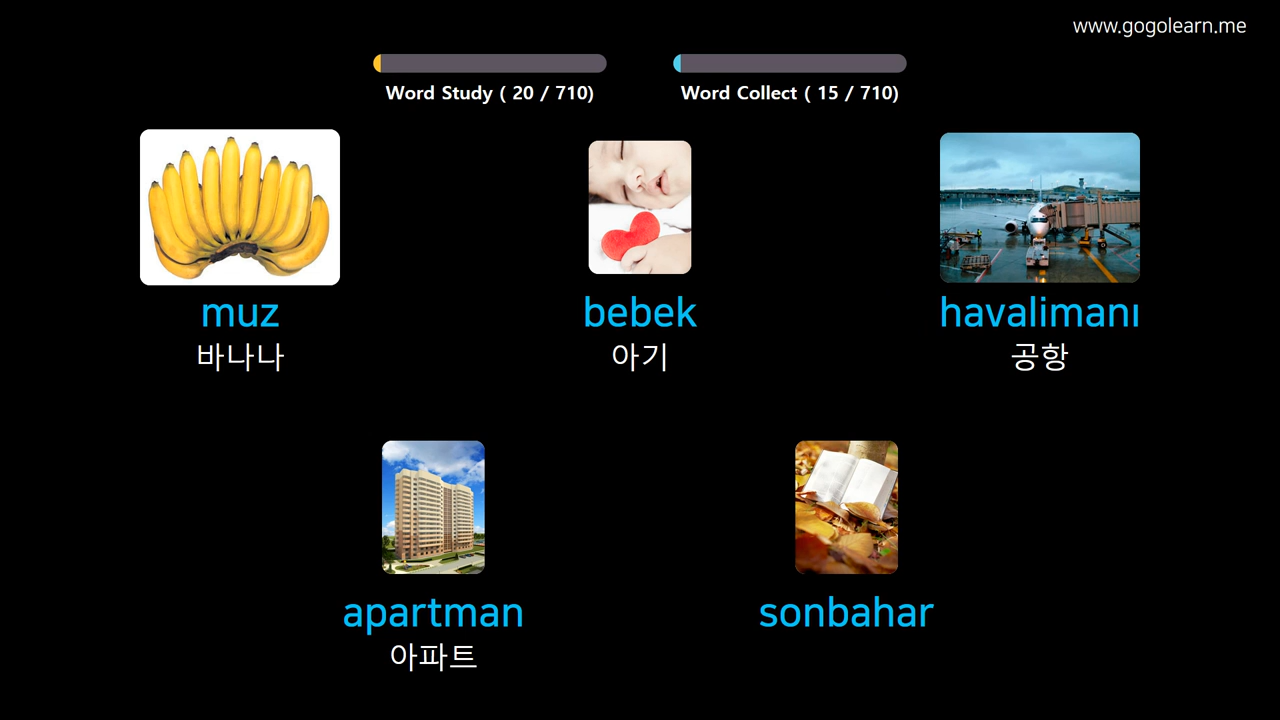 www.gogolearn.me
Word Study ( 20 / 710)
Word Collect ( 15 / 710)
muz
바나나
bebek
아기
havalimanı
공항
apartman
아파트
sonbahar